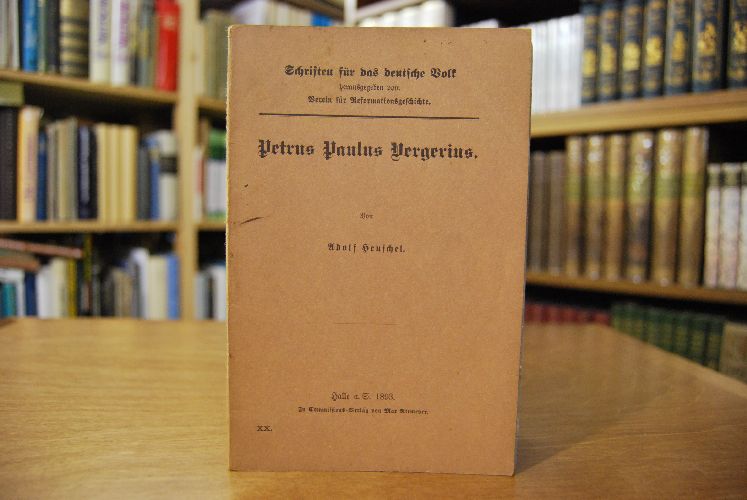 Schriften für das deutsche Volk
herausgegeben vom
Verein für Reformationsgeschichte.
Petrus Paulus Vergerius.
Von
Adolf Henschel.
Halle a. S. 1893.
In Commissions-Verlag von Max Niemeyer.
XX.